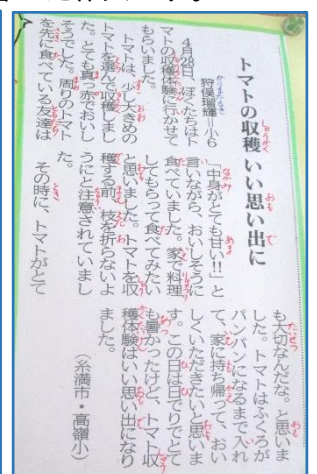 トマトの収穫いい思い出に
狩俣瑠輝=小6
4月28日、ぼくたちはト
マトの収穫体験に行かせて
もらいました。
トマトは、少し大きめの
トマトを選んで収穫しまし
た。とても真っ赤でおいし
そうでした。周りのトマト
を先に食べている友達は
「中身がとても甘い!!」と
言いながら、おいしそうに
食べていました。家で料理
してもらって食べてみたい
と思いました。トマトを収
穫する前、枝を折らないよ
うにと注意されていまし
た。
その時に、トマトがとて
も大切なんだな。と思いま
した。トマトはふくろが
パンパンになるまで入れ
て、家に持ち帰って、おい
しくいただきたいと思いま
す。この日は日でりでとて
も暑かったけど、トマト収
穫体験はいい思い出になり
ました。
(糸満市・高嶺小)